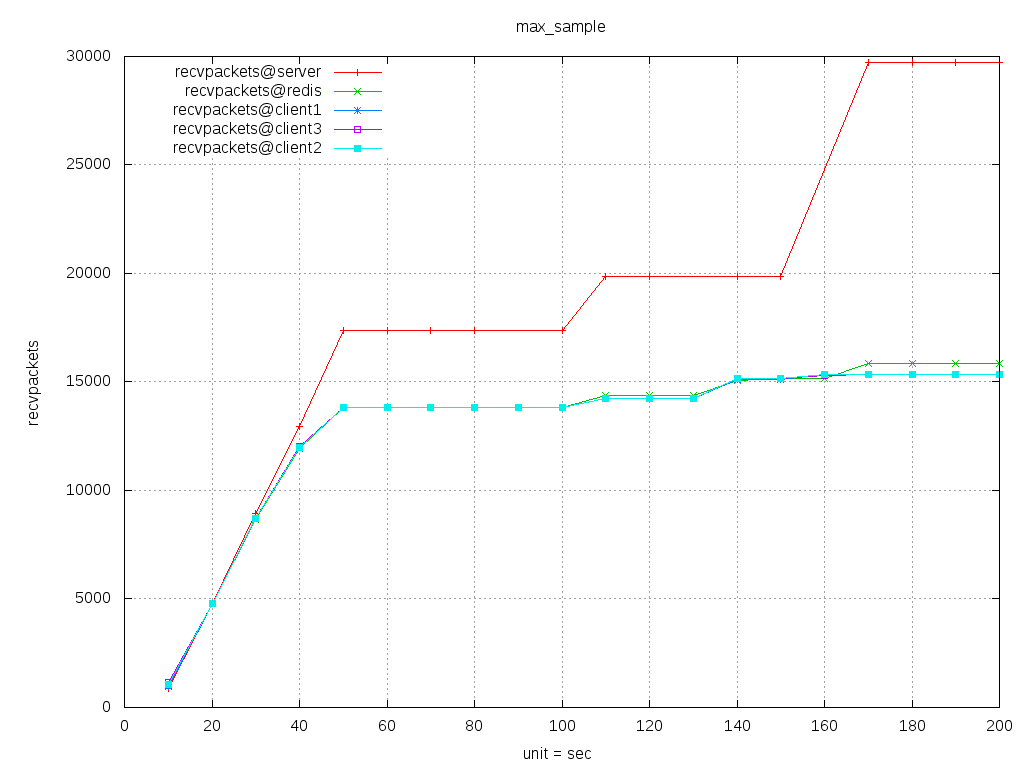 max_sample
30000
25000
20000
15000
10000
5000
0
recvpackets
recvpackets@server
recvpackets@redis
recvpackets@client1
recvpackets@client3
recvpackets@client2
0 20 40 60 80 100 120 140 160 180 200
unit = sec